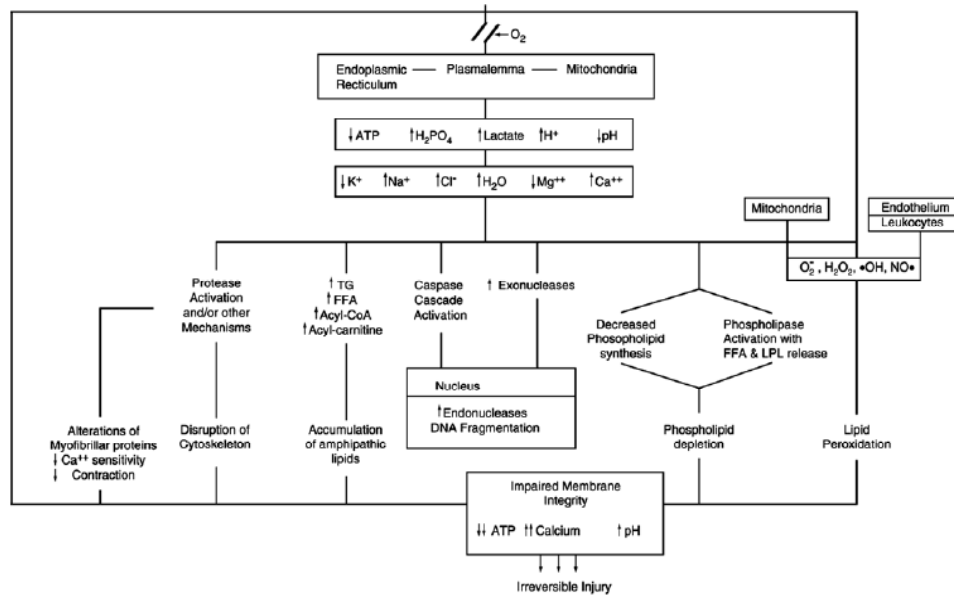 O₂
Endoplasmic — Plasmalemma — Mitochondria
Recticulum
↓ATP ↑H₂PO₄ ↑Lactate ↑H⁺ ↓pH
↓K⁺ ↑Na⁺ ↑Cl⁻ ↑H₂O ↓Mg⁺⁺ ↑Ca⁺⁺
Mitochondria
Endothelium
Leukocytes
O₂⁻, H₂O₂, •OH, NO•
Protease
Activation
and/or other
Mechanisms
↑TG
↑FFA
↑Acyl-CoA
↑Acyl-carnitine
Caspase
Cascade
Activation
↑ Exonucleases
Decreased
Phosopholipid
synthesis
Phospholipase
Activation with
FFA & LPL release
Nucleus
↑Endonucleases
DNA Fragmentation
Alterations of
Myofibrillar proteins
↓ Ca⁺⁺ sensitivity
↓ Contraction
Disruption of
Cytoskeleton
Accumulation
of amphipathic
lipids
Phospholipid
depletion
Lipid
Peroxidation
Impaired Membrane
Integrity
↓↓ ATP ↑↑ Calcium ↑pH
Irreversible Injury